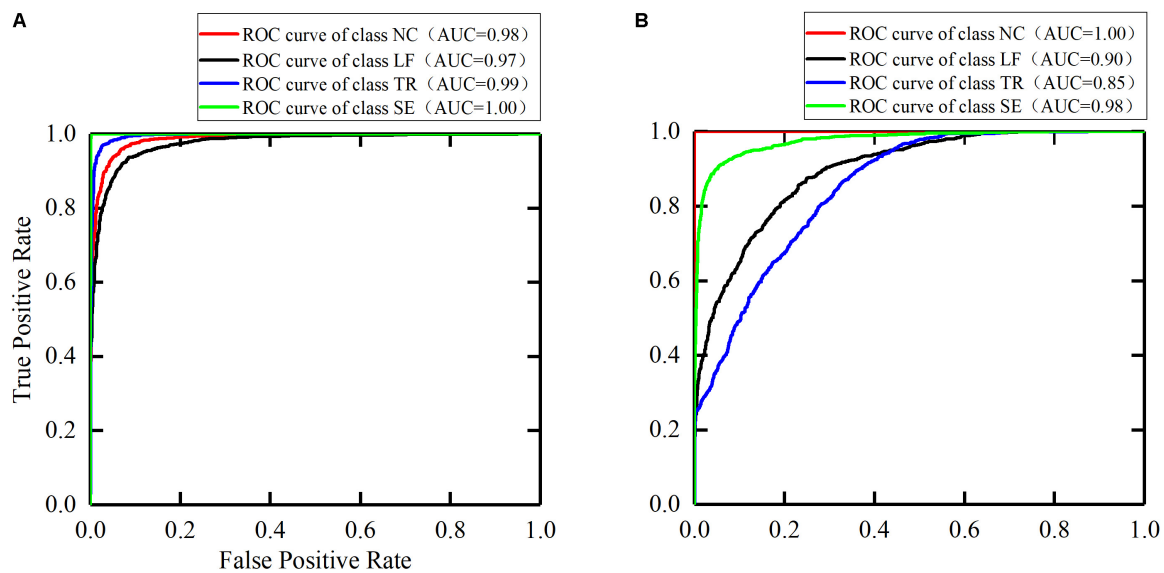 A
ROC curve of class NC（AUC=0.98）
ROC curve of class LF（AUC=0.97）
ROC curve of class TR（AUC=0.99）
ROC curve of class SE（AUC=1.00）
1.0
0.8
0.6
0.4
0.2
0.0
True Positive Rate
0.0 0.2 0.4 0.6 0.8 1.0
False Positive Rate
B
ROC curve of class NC（AUC=1.00）
ROC curve of class LF（AUC=0.90）
ROC curve of class TR（AUC=0.85）
ROC curve of class SE（AUC=0.98）
1.0
0.8
0.6
0.4
0.2
0.0
0.0 0.2 0.4 0.6 0.8 1.0